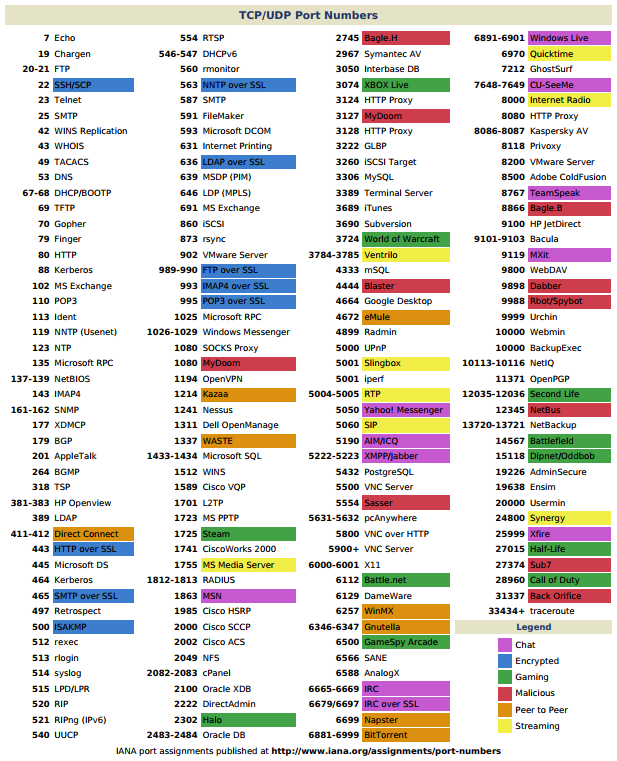 TCP/UDP Port Numbers
7 Echo
19 Chargen
20-21 FTP
22 SSH/SCP
23 Telnet
25 SMTP
42 WINS Replication
43 WHOIS
49 TACACS
53 DNS
67-68 DHCP/BOOTP
69 TFTP
70 Gopher
79 Finger
80 HTTP
88 Kerberos
102 MS Exchange
110 POP3
113 Ident
119 NNTP (Usenet)
123 NTP
135 Microsoft RPC
137-139 NetBIOS
143 IMAP4
161-162 SNMP
177 XDMCP
179 BGP
201 AppleTalk
264 BGMP
318 TSP
381-383 HP Openview
389 LDAP
411-412 Direct Connect
443 HTTP over SSL
445 Microsoft DS
464 Kerberos
465 SMTP over SSL
497 Retrospect
500 ISAKMP
512 rexec
513 rlogin
514 syslog
515 LPD/LPR
520 RIP
521 RIPng (IPv6)
540 UUCP
554 RTSP
546-547 DHCPv6
560 rmonitor
563 NNTP over SSL
587 SMTP
591 FileMaker
593 Microsoft DCOM
631 Internet Printing
636 LDAP over SSL
639 MSDP (PIM)
646 LDP (MPLS)
691 MS Exchange
860 iSCSI
873 rsync
902 VMware Server
989-990 FTP over SSL
993 IMAP4 over SSL
995 POP3 over SSL
1025 Microsoft RPC
1026-1029 Windows Messenger
1080 SOCKS Proxy
1080 MyDoom
1194 OpenVPN
1214 Kazaa
1241 Nessus
1311 Dell OpenManage
1337 WASTE
1433-1434 Microsoft SQL
1512 WINS
1589 Cisco VQP
1701 L2TP
1723 MS PPTP
1725 Steam
1741 CiscoWorks 2000
1755 MS Media Server
1812-1813 RADIUS
1863 MSN
1985 Cisco HSRP
2000 Cisco SCCP
2002 Cisco ACS
2049 NFS
2082-2083 cPanel
2100 Oracle XDB
2222 DirectAdmin
2302 Halo
2483-2484 Oracle DB
2745 Bagle.H
2967 Symantec AV
3050 Interbase DB
3074 XBOX Live
3124 HTTP Proxy
3127 MyDoom
3128 HTTP Proxy
3222 GLBP
3260 iSCSI Target
3306 MySQL
3389 Terminal Server
3689 iTunes
3690 Subversion
3724 World of Warcraft
3784-3785 Ventrilo
4333 mSQL
4444 Blaster
4664 Google Desktop
4672 eMule
4899 Radmin
5000 UPnP
5001 Slingbox
5001 iperf
5004-5005 RTP
5050 Yahoo! Messenger
5060 SIP
5190 AIM/ICQ
5222-5223 XMPP/Jabber
5432 PostgreSQL
5500 VNC Server
5554 Sasser
5631-5632 pcAnywhere
5800 VNC over HTTP
5900+ VNC Server
6000-6001 X11
6112 Battle.net
6129 DameWare
6257 WinMX
6346-6347 Gnutella
6500 GameSpy Arcade
6566 SANE
6588 AnalogX
6665-6669 IRC
6679/6697 IRC over SSL
6699 Napster
6881-6999 BitTorrent
6891-6901 Windows Live
6970 Quicktime
7212 GhostSurf
7648-7649 CU-SeeMe
8000 Internet Radio
8080 HTTP Proxy
8086-8087 Kaspersky AV
8118 Privoxy
8200 VMware Server
8500 Adobe ColdFusion
8767 TeamSpeak
8866 Bagle.B
9100 HP JetDirect
9101-9103 Bacula
9119 MXit
9800 WebDAV
9898 Dabber
9988 Rbot/Spybot
9999 Urchin
10000 Webmin
10000 BackupExec
10113-10116 NetIQ
11371 OpenPGP
12035-12036 Second Life
12345 NetBus
13720-13721 NetBackup
14567 Battlefield
15118 Dipnet/Oddbob
19226 AdminSecure
19638 Ensim
20000 Usermin
24800 Synergy
25999 Xfire
27015 Half-Life
27374 Sub7
28960 Call of Duty
31337 Back Orifice
33434+ traceroute
Legend
Chat
Encrypted
Gaming
Malicious
Peer to Peer
Streaming
IANA port assignments published at http://www.iana.org/assignments/port-numbers